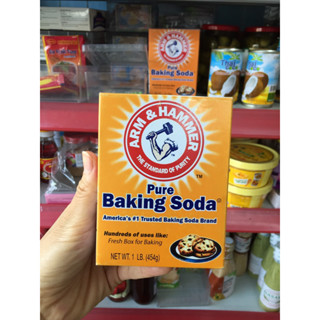 Pure
Baking Soda
ARM & HAMMER
THE STANDARD OF PURITY
™
Pure
Baking Soda®
America's #1 Trusted Baking Soda Brand
Hundreds of uses like:
Fresh Box for Baking
NET WT. 1 LB. (454g)